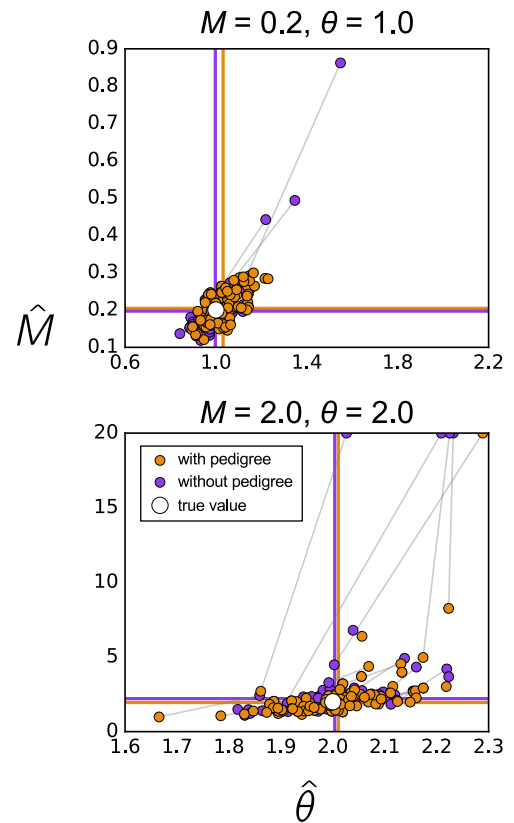 M = 0.2, θ = 1.0
0.9
0.8
0.7
0.6
0.5
0.4
0.3
0.2
0.1
0.6 1.0 1.4 1.8 2.2
M̂
M = 2.0, θ = 2.0
20
15
10
5
0
with pedigree
without pedigree
true value
1.6 1.7 1.8 1.9 2.0 2.1 2.2 2.3
θ̂